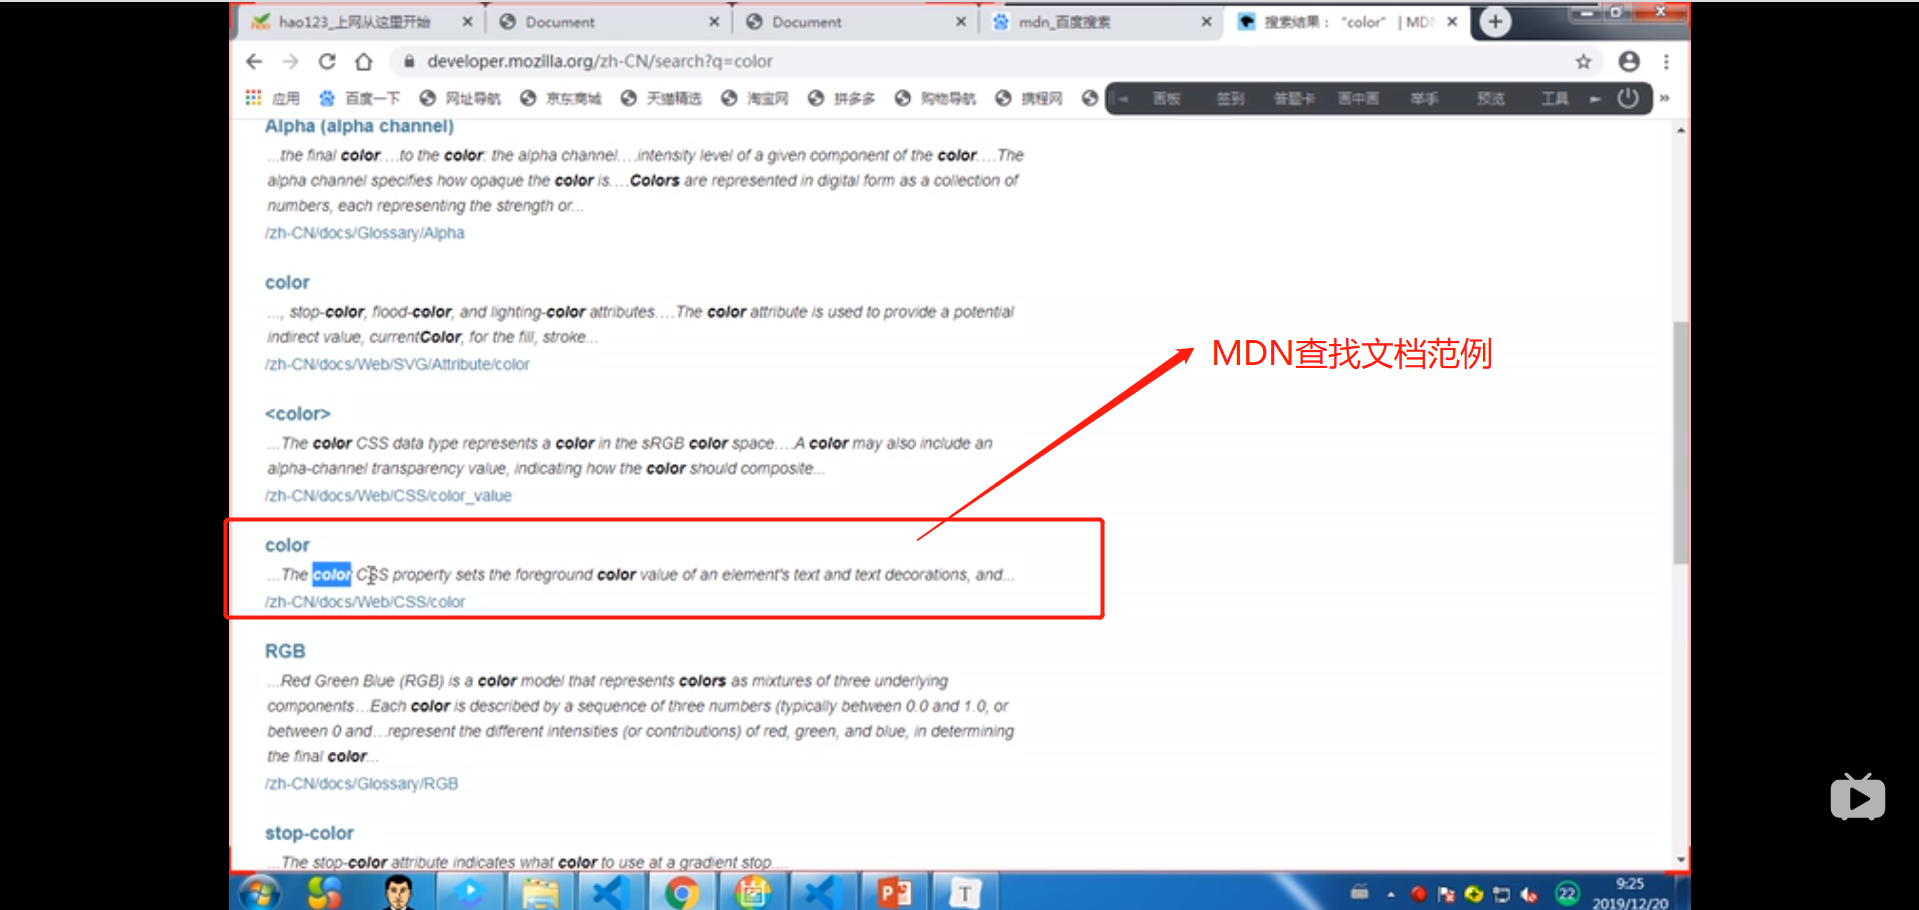 hao123_上网从这里开始
Document
Document
mdn_百度搜索
搜索结果： “color” | MDN
developer.mozilla.org/zh-CN/search?q=color
应用 百度一下 网址导航 京东商城 天猫精选 淘宝网 拼多多 购物导航 携程网
画板 签到 答题卡 画中画 举手 预览 工具
Alpha (alpha channel)
...the final color....to the color: the alpha channel....intensity level of a given component of the color....The
alpha channel specifies how opaque the color is....Colors are represented in digital form as a collection of
numbers, each representing the strength or...
/zh-CN/docs/Glossary/Alpha
color
..., stop-color, flood-color, and lighting-color attributes....The color attribute is used to provide a potential
indirect value, currentColor, for the fill, stroke...
/zh-CN/docs/Web/SVG/Attribute/color
MDN查找文档范例
<color>
...The color CSS data type represents a color in the sRGB color space....A color may also include an
alpha-channel transparency value, indicating how the color should composite...
/zh-CN/docs/Web/CSS/color_value
color
...The color CSS property sets the foreground color value of an element's text and text decorations, and...
/zh-CN/docs/Web/CSS/color
RGB
...Red Green Blue (RGB) is a color model that represents colors as mixtures of three underlying
components...Each color is described by a sequence of three numbers (typically between 0.0 and 1.0, or
between 0 and...represent the different intensities (or contributions) of red, green, and blue, in determining
the final color...
/zh-CN/docs/Glossary/RGB
stop-color
...The stop-color attribute indicates what color to use at a gradient stop....
22
9:25
2019/12/20